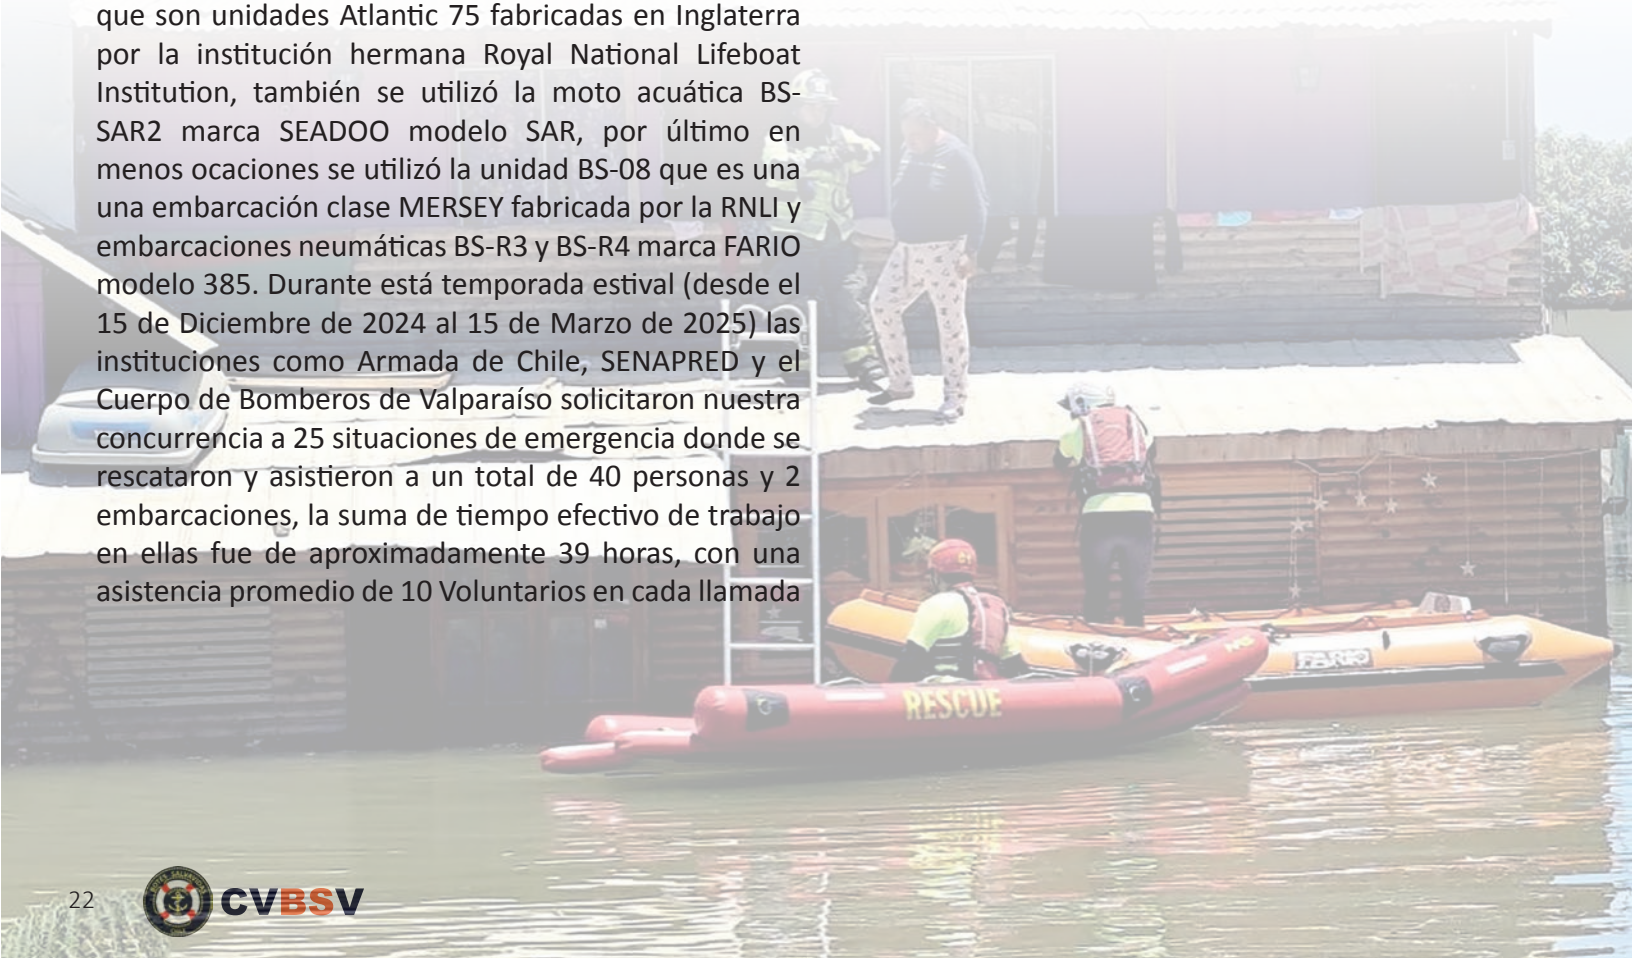 que son unidades Atlantic 75 fabricadas en Inglaterra
por la institución hermana Royal National Lifeboat
Institution, también se utilizó la moto acuática BS-
SAR2 marca SEADOO modelo SAR, por último en
menos ocaciones se utilizó la unidad BS-08 que es una
una embarcación clase MERSEY fabricada por la RNLI y
embarcaciones neumáticas BS-R3 y BS-R4 marca FARIO
modelo 385. Durante está temporada estival (desde el
15 de Diciembre de 2024 al 15 de Marzo de 2025) las
instituciones como Armada de Chile, SENAPRED y el
Cuerpo de Bomberos de Valparaíso solicitaron nuestra
concurrencia a 25 situaciones de emergencia donde se
rescataron y asistieron a un total de 40 personas y 2
embarcaciones, la suma de tiempo efectivo de trabajo
en ellas fue de aproximadamente 39 horas, con una
asistencia promedio de 10 Voluntarios en cada llamada
FARIO
RESCUE
22
BOTES SALVAVIDAS
CVBSV